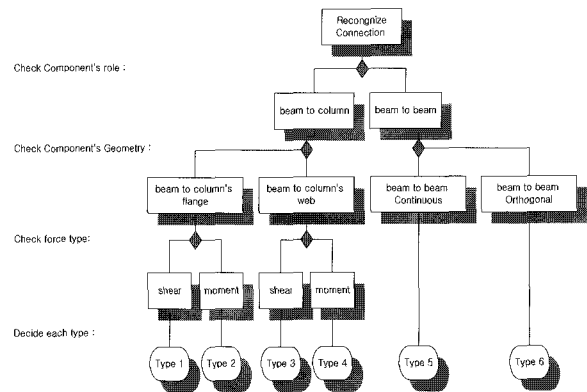 Recongnize
Connection
Check Component's role :
beam to column
beam to beam
Check Component's Geometry :
beam to column's
flange
beam to column's
web
beam to beam
Continuous
beam to beam
Orthogonal
Check force type:
shear
moment
shear
moment
Decide each type :
Type 1
Type 2
Type 3
Type 4
Type 5
Type 6